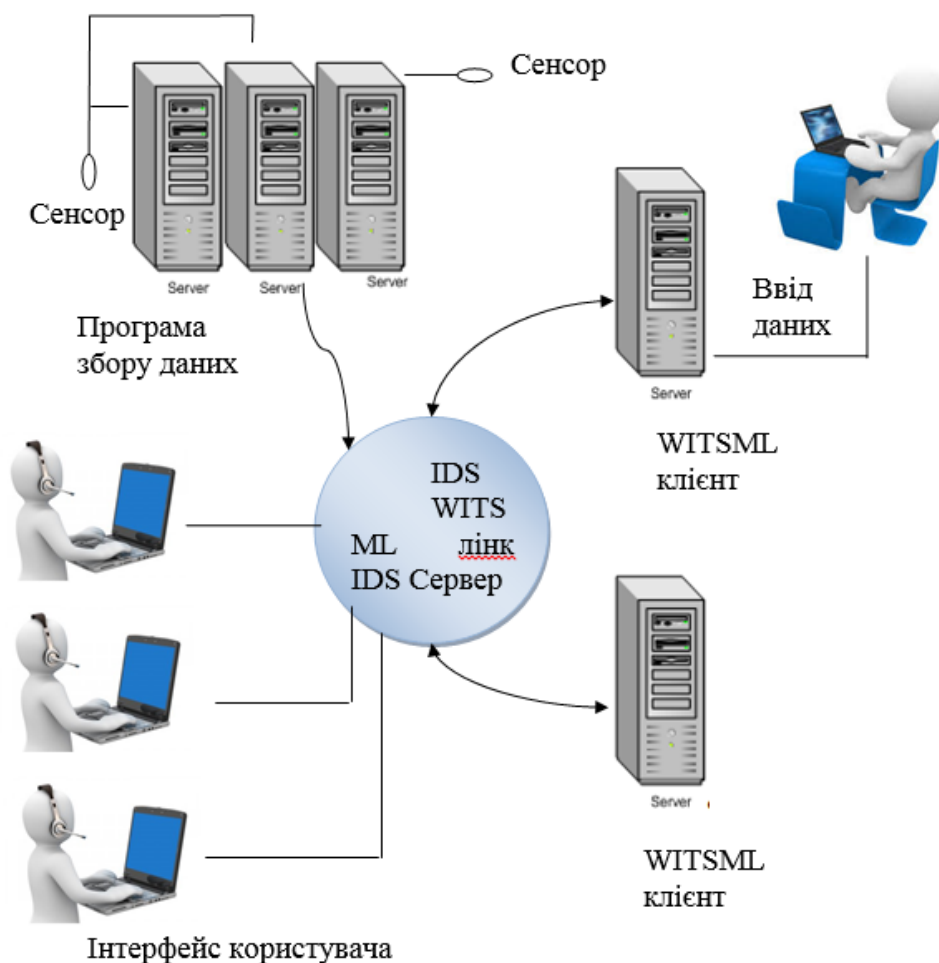 Сенсор
Сенсор
Server
Server
Server
Програма
збору даних
Ввід
даних
Server
WITSML
клієнт
IDS
WITS
ML лінк
IDS Сервер
Server
WITSML
клієнт
Інтерфейс користувача